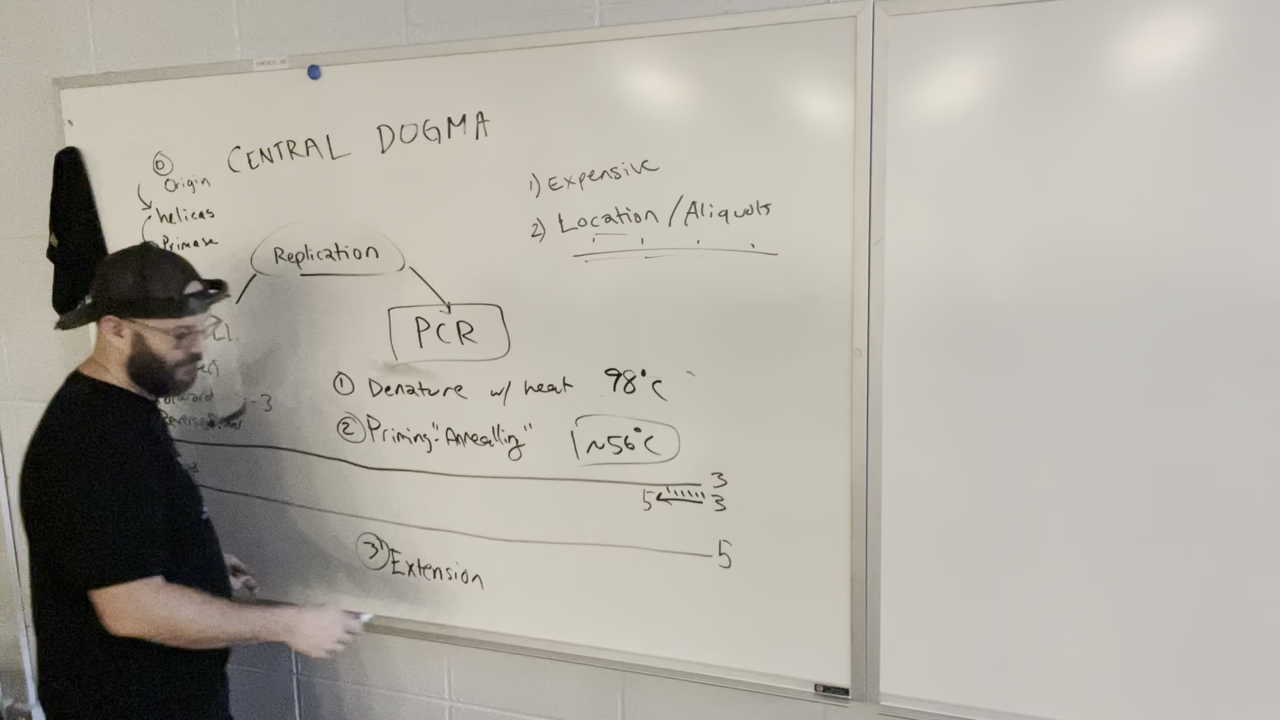 CENTRAL DOGMA
0
Origin
helicas
Primase
1) Expensive
2) Location / Aliquots
Replication
PCR
1 Denature w/ heat 98°C
2 Priming "Annealling" ~56°C
-3
3
5 3
5
3) Extension